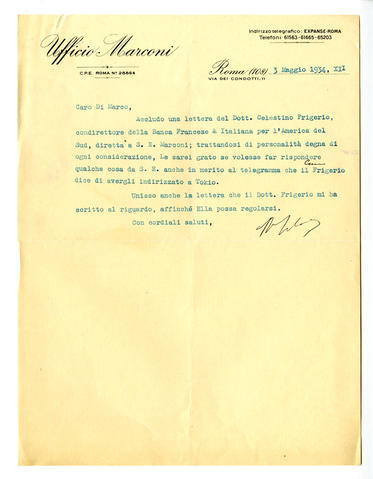 Indirizzo telegrafico: EXPANSE-ROMA
Telefoni 61563-61665-65203
Ufficio Marconi
C.P.E. ROMA Nº 28864
Roma (108) 3 Maggio 1934, XII
VIA DEI CONDOTTI, 11
Caro Di Marco,
Accludo una lettera del Dott. Celestino Frigerio,
condirettore della Banca Francese & Italiana per l'America del
Sud, diretta a S. E. Marconi; trattandosi di personalità degna di
ogni considerazione, Le sarei grato se volesse far rispondere
qualche cosa da S. E. anche in merito al telegramma che il Frigerio
dice di avergli indirizzato a Tokio.
Unisco anche la lettera che il Dott. Frigerio mi ha
scritto al riguardo, affinchè Ella possa regolarsi.
Con cordiali saluti,